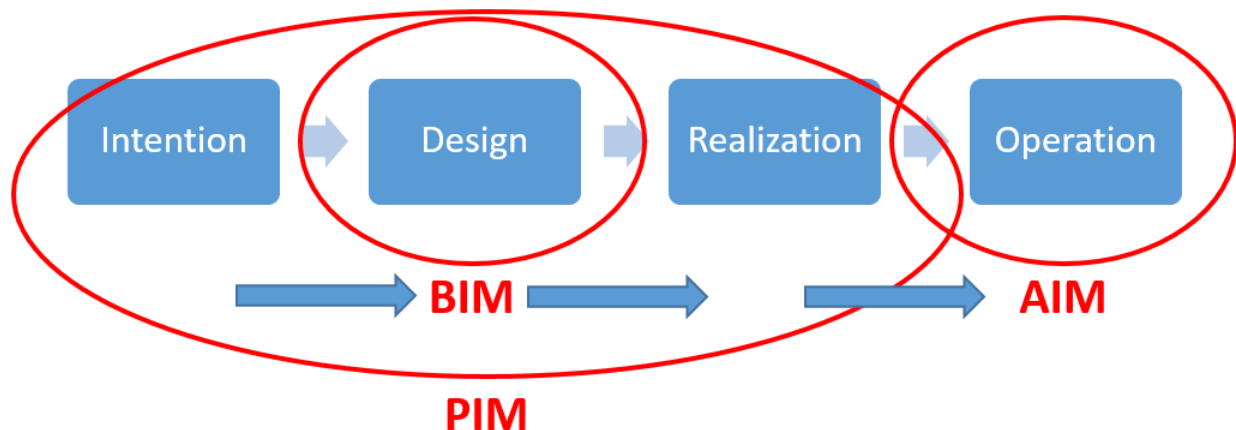 Intention
Design
Realization
Operation
BIM
AIM
PIM